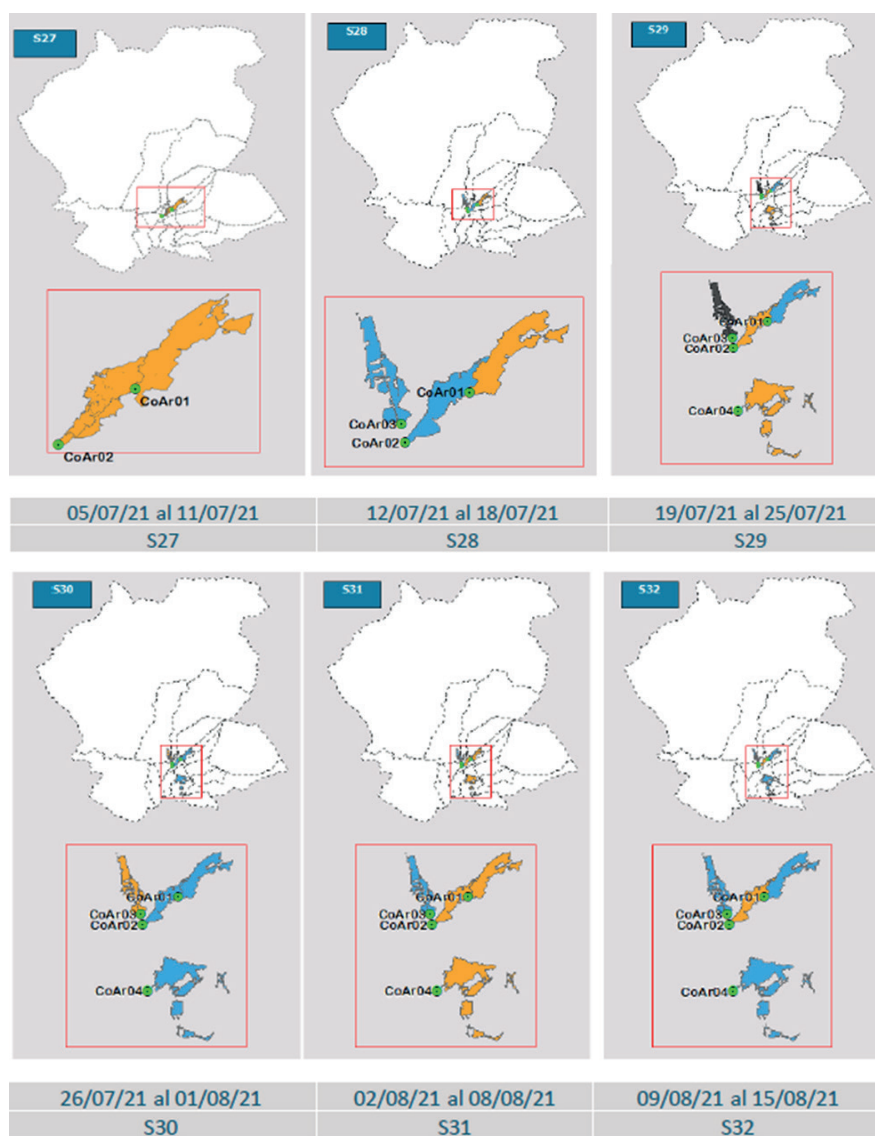 S27
S28
S29
CoAr01
CoAr02
CoAr01
CoAr03
CoAr02
CoAr01
CoAr03
CoAr02
CoAr04
05/07/21 al 11/07/21
12/07/21 al 18/07/21
19/07/21 al 25/07/21
S27
S28
S29
S30
S31
S32
CoAr01
CoAr03
CoAr02
CoAr04
CoAr01
CoAr03
CoAr02
CoAr04
CoAr01
CoAr03
CoAr02
CoAr04
26/07/21 al 01/08/21
02/08/21 al 08/08/21
09/08/21 al 15/08/21
S30
S31
S32